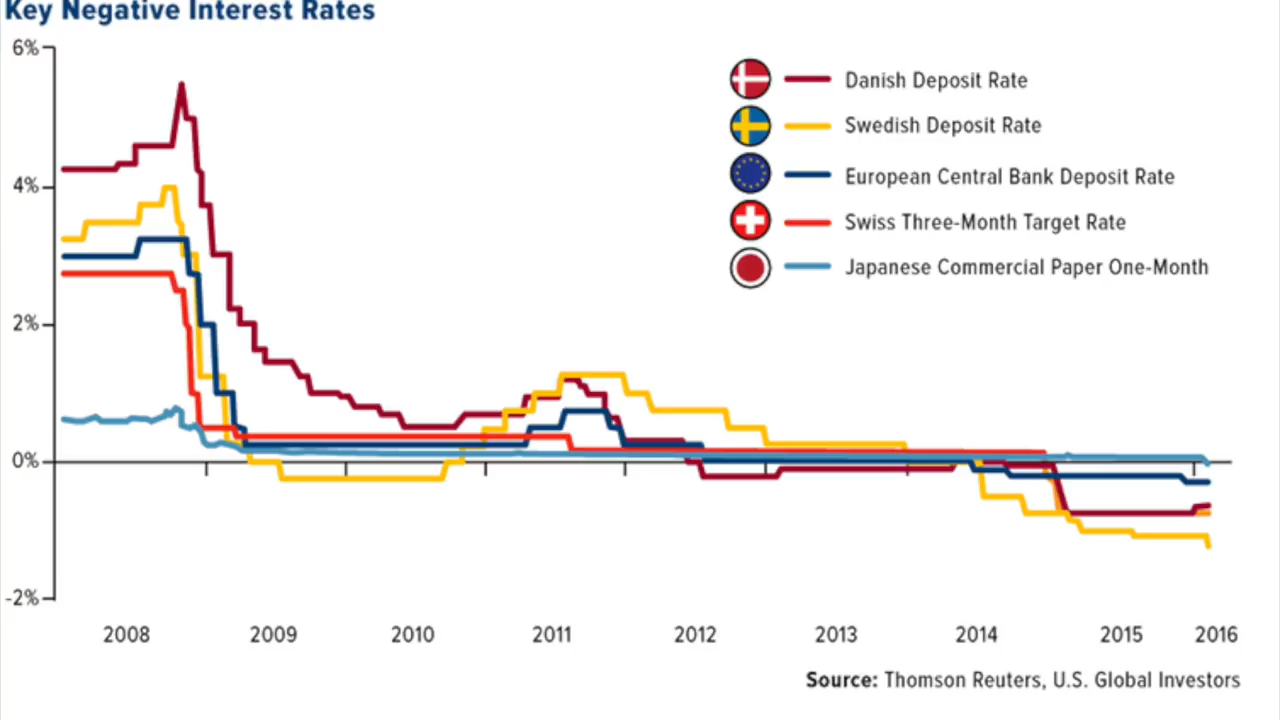 Key Negative Interest Rates
6%
4%
2%
0%
-2%
Danish Deposit Rate
Swedish Deposit Rate
European Central Bank Deposit Rate
Swiss Three-Month Target Rate
Japanese Commercial Paper One-Month
2008 2009 2010 2011 2012 2013 2014 2015 2016
Source: Thomson Reuters, U.S. Global Investors